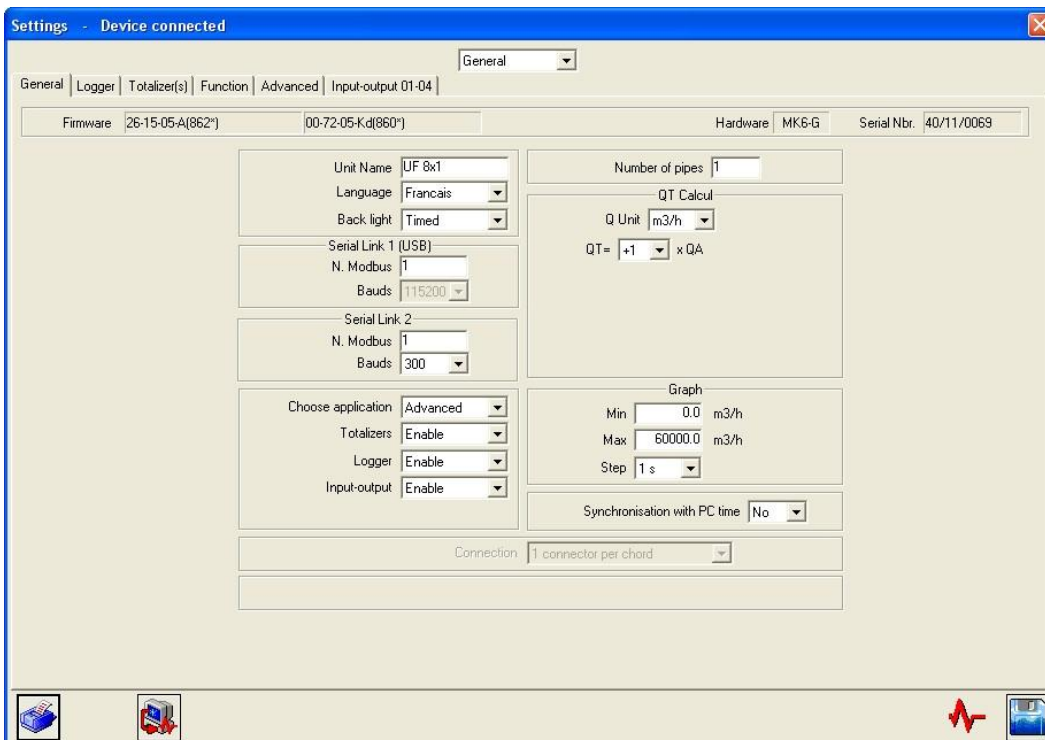 Settings - Device connected
General
General Logger Totalizer(s) Function Advanced Input-output 01-04
Firmware 26-15-05-A(862*) 00-72-05-Kd(860*) Hardware MK6-G Serial Nbr. 40/11/0069
Unit Name UF 8x1
Language Francais
Back light Timed
Serial Link 1 (USB)
N. Modbus 1
Bauds 115200
Serial Link 2
N. Modbus 1
Bauds 300
Choose application Advanced
Totalizers Enable
Logger Enable
Input-output Enable
Number of pipes 1
QT Calcul
Q Unit m3/h
QT= +1 x QA
Graph
Min 0.0 m3/h
Max 60000.0 m3/h
Step 1 s
Synchronisation with PC time No
Connection 1 connector per chord